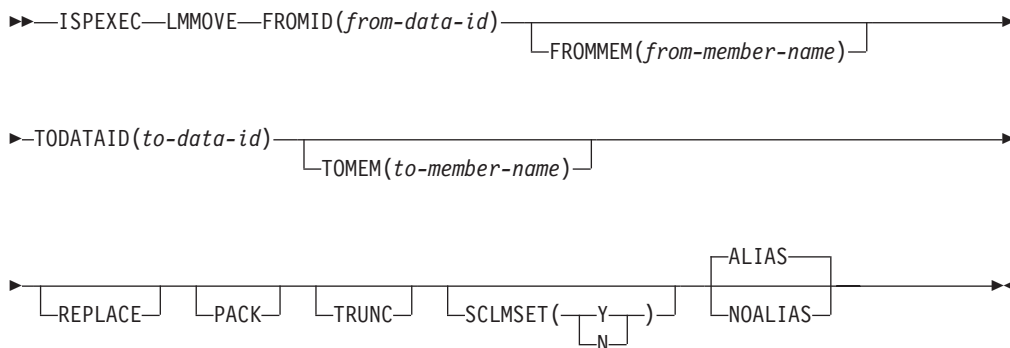 ISPEXEC LMMOVE FROMID(from-data-id)
FROMMEM(from-member-name)
TODATAID(to-data-id)
TOMEM(to-member-name)
ALIAS
REPLACE PACK TRUNC SCLMSET( Y ) NOALIAS
N